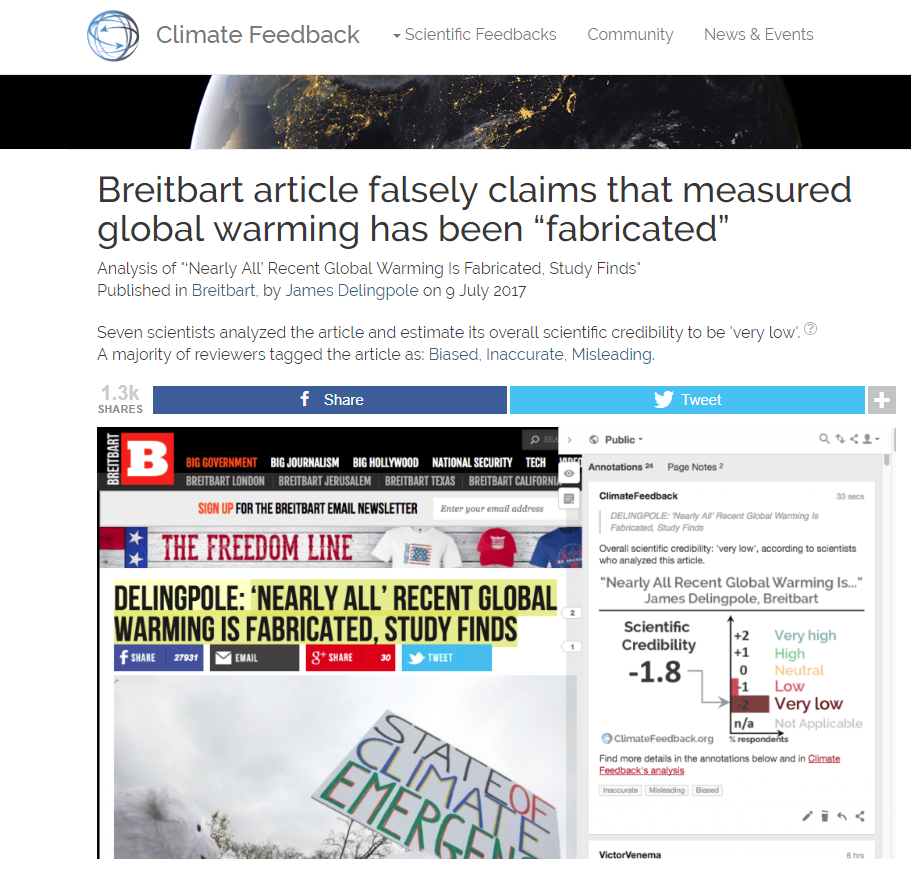 Climate Feedback
Scientific Feedbacks Community News & Events
Breitbart article falsely claims that measured
global warming has been “fabricated”
Analysis of "‘Nearly All’ Recent Global Warming Is Fabricated, Study Finds"
Published in Breitbart, by James Delingpole on 9 July 2017
Seven scientists analyzed the article and estimate its overall scientific credibility to be 'very low'. ?
A majority of reviewers tagged the article as: Biased, Inaccurate, Misleading.
1.3k
SHARES
f Share
Tweet
+
BREITBART
B
SEA
BIG GOVERNMENT BIG JOURNALISM BIG HOLLYWOOD NATIONAL SECURITY TECH
BREITBART LONDON BREITBART JERUSALEM BREITBART TEXAS BREITBART CALIFORNIA
SIGN UP FOR THE BREITBART EMAIL NEWSLETTER Enter your email address
THE FREEDOM LINE
DELINGPOLE: ‘NEARLY ALL’ RECENT GLOBAL
WARMING IS FABRICATED, STUDY FINDS
2
1
f SHARE 27931 EMAIL g+ SHARE 30 TWEET
STATE OF
CLIMATE
EMERGEN
Public
Annotations 24 Page Notes 2
ClimateFeedback 33 secs
DELINGPOLE: ‘Nearly All’ Recent Global Warming Is
Fabricated, Study Finds
Overall scientific credibility: 'very low', according to scientists
who analyzed this article.
“Nearly All Recent Global Warming Is...”
James Delingpole, Breitbart
Scientific
Credibility
-1.8
+2 Very high
+1 High
0 Neutral
-1 Low
-2 Very low
n/a Not Applicable
ClimateFeedback.org % respondents
Find more details in the annotations below and in Climate
Feedback's analysis
Inaccurate Misleading Biased
VictorVenema 6 hrs